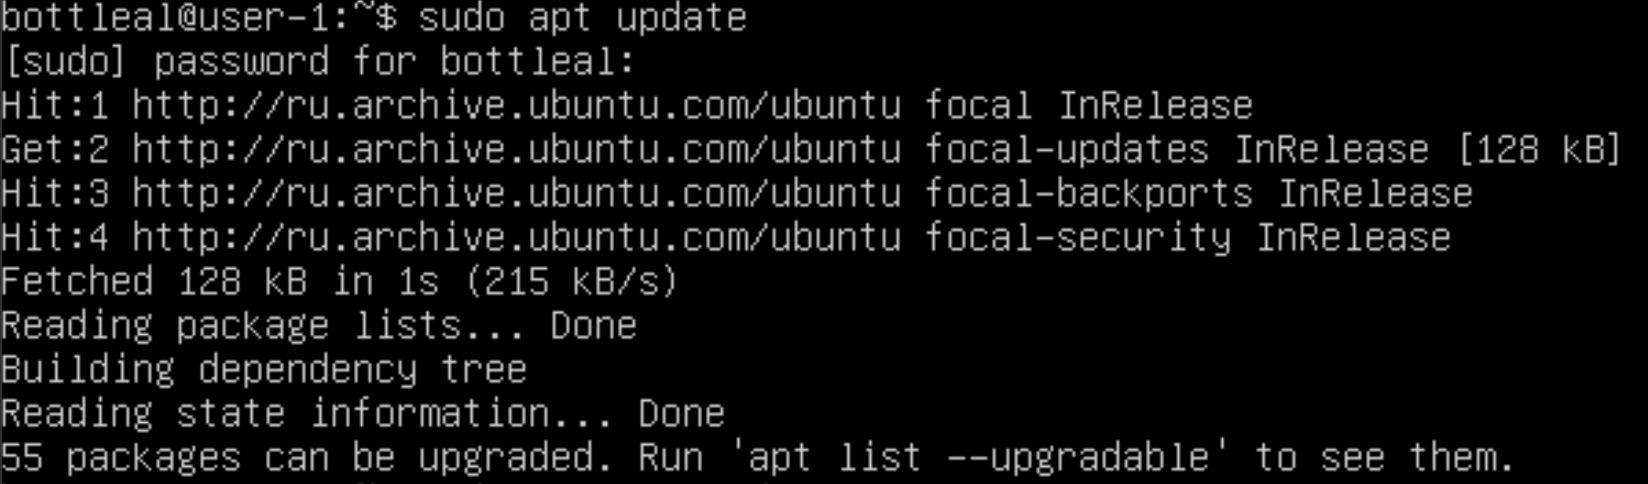 bottleal@user-1:~$ sudo apt update
[sudo] password for bottleal:
Hit:1 http://ru.archive.ubuntu.com/ubuntu focal InRelease
Get:2 http://ru.archive.ubuntu.com/ubuntu focal-updates InRelease [128 kB]
Hit:3 http://ru.archive.ubuntu.com/ubuntu focal-backports InRelease
Hit:4 http://ru.archive.ubuntu.com/ubuntu focal-security InRelease
Fetched 128 kB in 1s (215 kB/s)
Reading package lists... Done
Building dependency tree
Reading state information... Done
55 packages can be upgraded. Run 'apt list --upgradable' to see them.